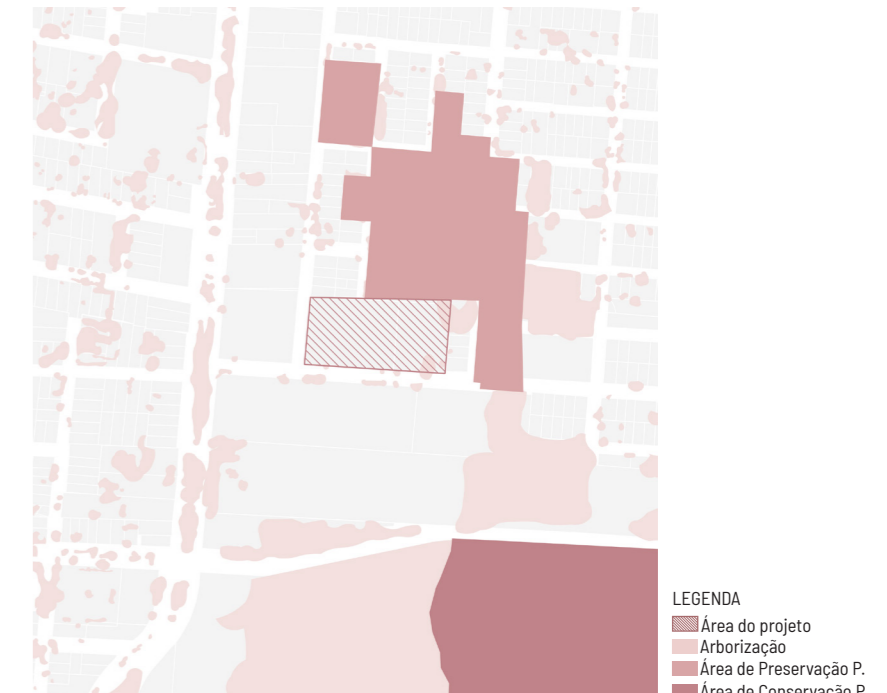 LEGENDA
Área do projeto
Arborização
Área de Preservação P.
Área de Conservação P.